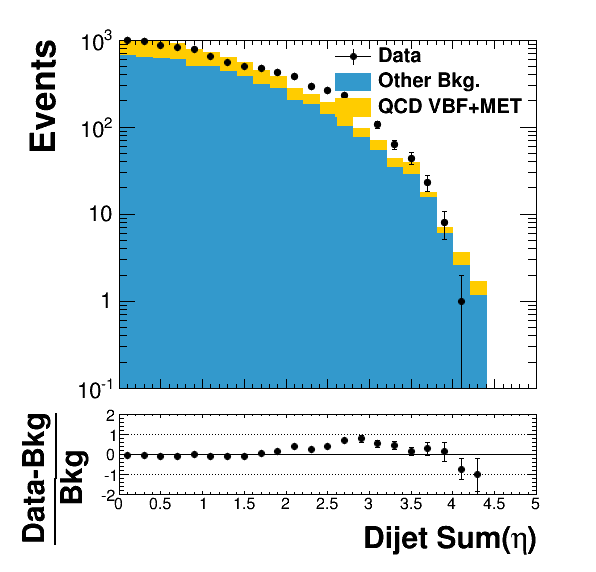 10³
Data
Other Bkg.
QCD VBF+MET
Events
10²
10
1
10⁻¹
2
1
0
-1
-2
Data-Bkg
Bkg
0 0.5 1 1.5 2 2.5 3 3.5 4 4.5 5
Dijet Sum(η)